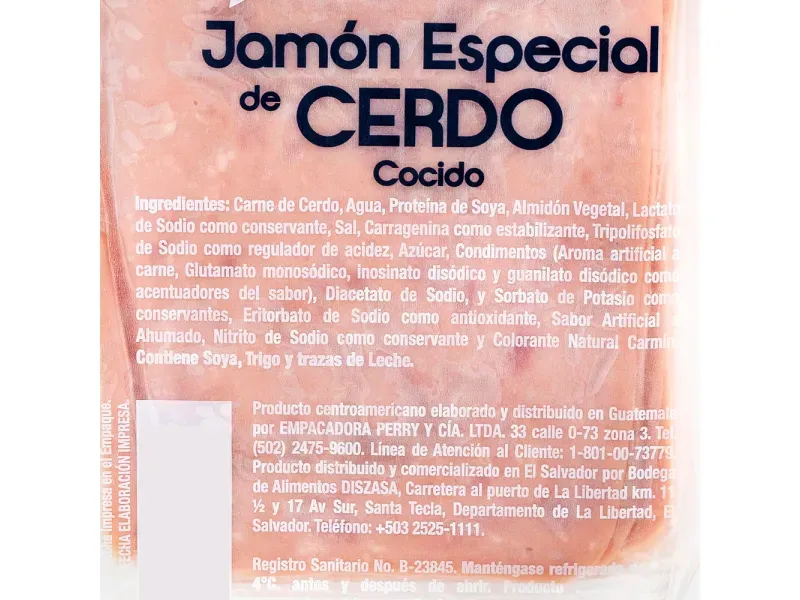 Jamón Especial
de CERDO
Cocido
Ingredientes: Carne de Cerdo, Agua, Proteína de Soya, Almidón Vegetal, Lactato
de Sodio como conservante, Sal, Carragenina como estabilizante, Tripolifosfato
de Sodio como regulador de acidez, Azúcar, Condimentos (Aroma artificial a
carne, Glutamato monosódico, inosinato disódico y guanilato disódico como
acentuadores del sabor), Diacetato de Sodio, y Sorbato de Potasio como
conservantes, Eritorbato de Sodio como antioxidante, Sabor Artificial a
Ahumado, Nitrito de Sodio como conservante y Colorante Natural Carmín.
Contiene Soya, Trigo y trazas de Leche.
Producto centroamericano elaborado y distribuido en Guatemala
por EMPACADORA PERRY Y CÍA. LTDA. 33 calle 0-73 zona 3. Tel.
(502) 2475-9600. Línea de Atención al Cliente: 1-801-00-73779
Producto distribuido y comercializado en El Salvador por Bodega
de Alimentos DISZASA, Carretera al puerto de La Libertad km. 11
½ y 17 Av Sur, Santa Tecla, Departamento de La Libertad, El
Salvador. Teléfono: +503 2525-1111.
Registro Sanitario No. B-23845. Manténgase refrigerado
4°C. antes y después de abrir. Producto
Impresa en el Empaque.
FECHA ELABORACIÓN IMPRESA